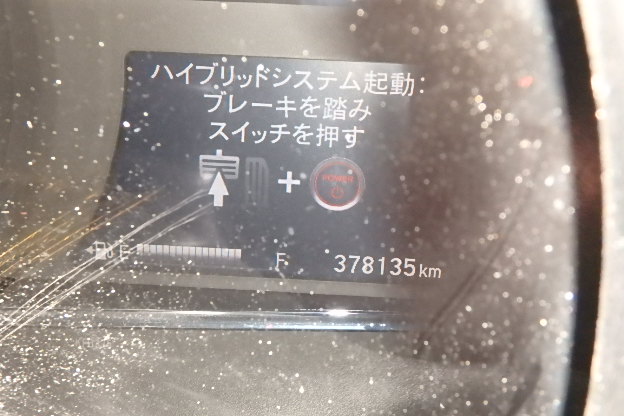 ハイブリッドシステム起動:
ブレーキを踏み
スイッチを押す
+ POWER
E F 378135km